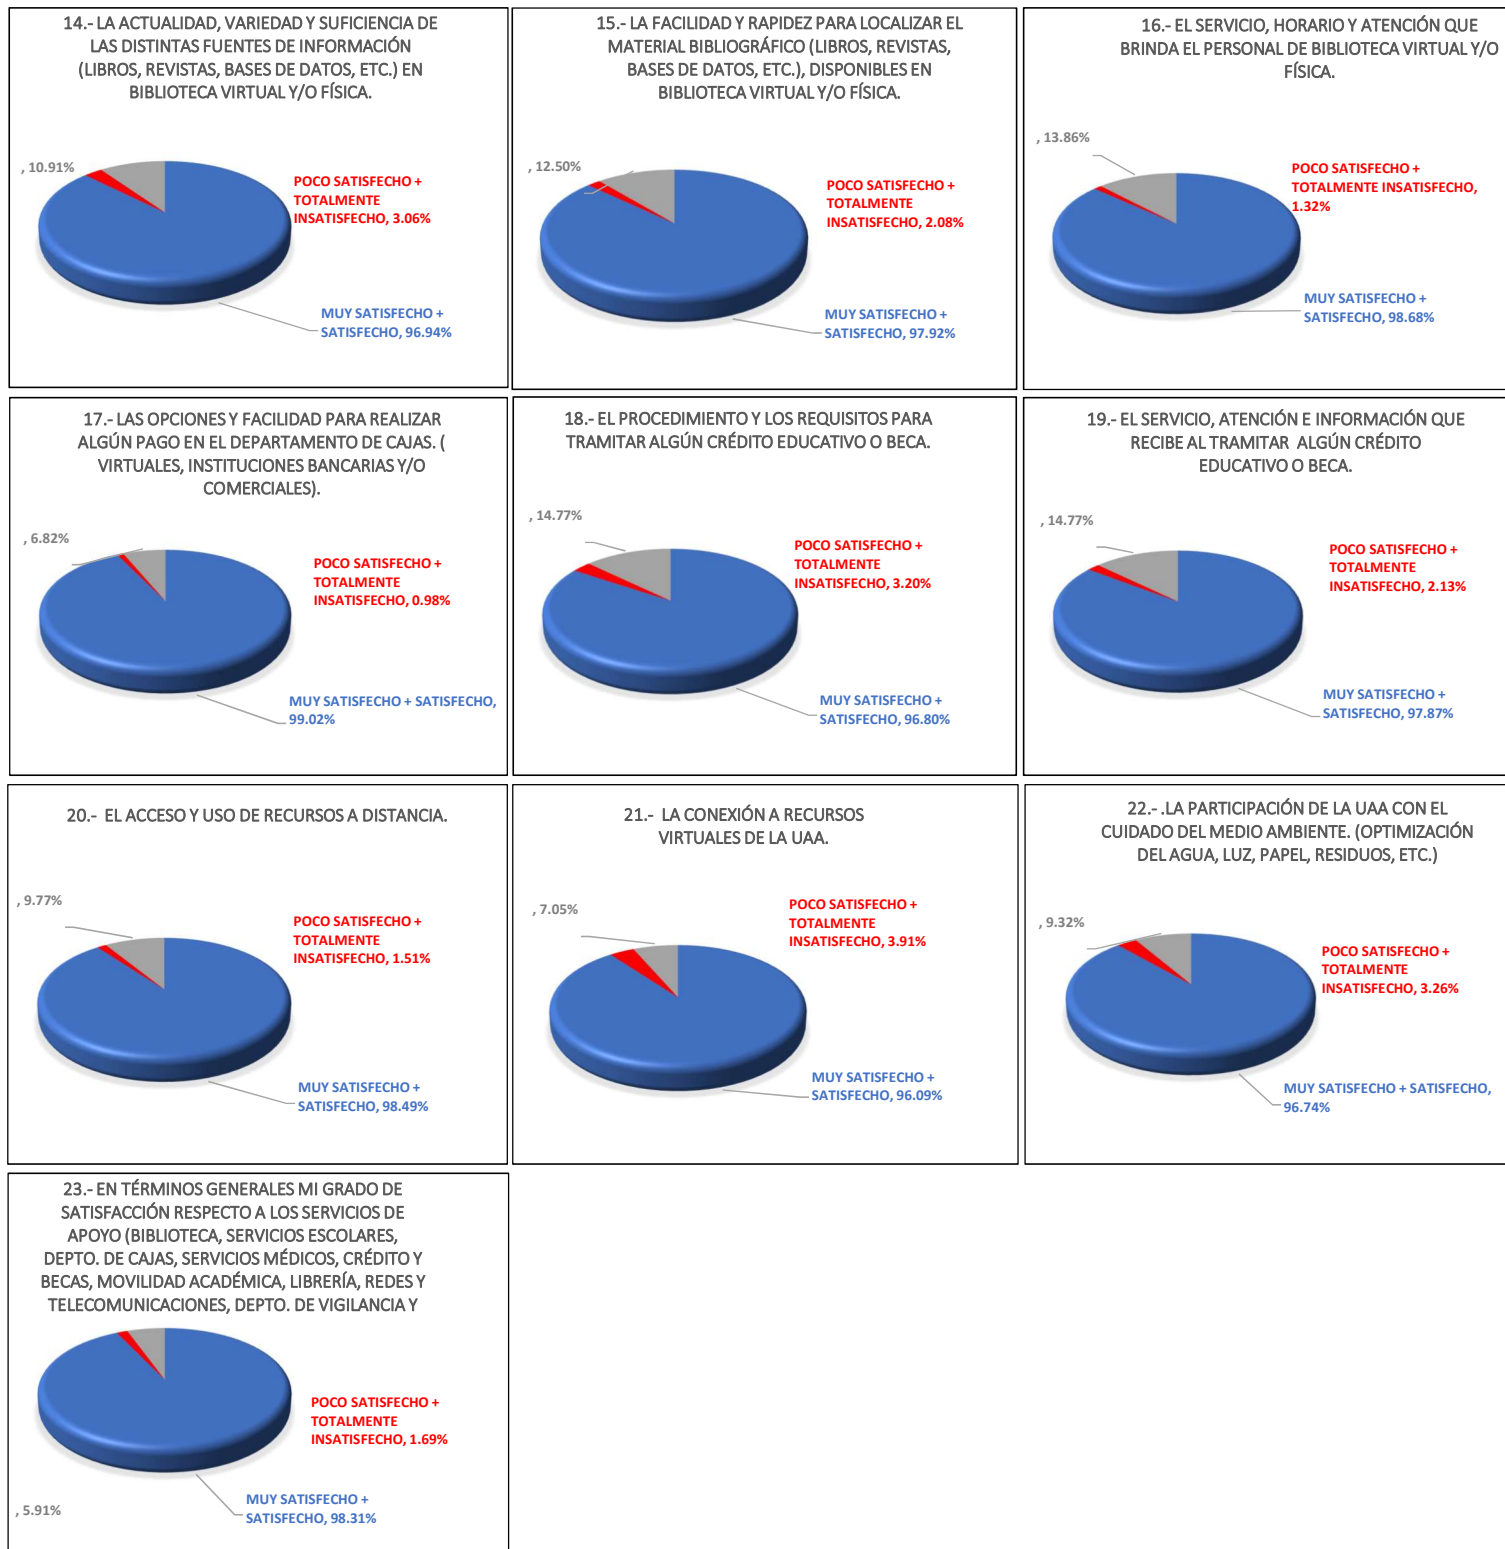 14.- LA ACTUALIDAD, VARIEDAD Y SUFICIENCIA DE
LAS DISTINTAS FUENTES DE INFORMACIÓN
(LIBROS, REVISTAS, BASES DE DATOS, ETC.) EN
BIBLIOTECA VIRTUAL Y/O FÍSICA.
, 10.91%
POCO SATISFECHO +
TOTALMENTE
INSATISFECHO, 3.06%
MUY SATISFECHO +
SATISFECHO, 96.94%
15.- LA FACILIDAD Y RAPIDEZ PARA LOCALIZAR EL
MATERIAL BIBLIOGRÁFICO (LIBROS, REVISTAS,
BASES DE DATOS, ETC.), DISPONIBLES EN
BIBLIOTECA VIRTUAL Y/O FÍSICA.
, 12.50%
POCO SATISFECHO +
TOTALMENTE
INSATISFECHO, 2.08%
MUY SATISFECHO +
SATISFECHO, 97.92%
16.- EL SERVICIO, HORARIO Y ATENCIÓN QUE
BRINDA EL PERSONAL DE BIBLIOTECA VIRTUAL Y/O
FÍSICA.
, 13.86%
POCO SATISFECHO +
TOTALMENTE INSATISFECHO,
1.32%
MUY SATISFECHO +
SATISFECHO, 98.68%
17.- LAS OPCIONES Y FACILIDAD PARA REALIZAR
ALGÚN PAGO EN EL DEPARTAMENTO DE CAJAS. (
VIRTUALES, INSTITUCIONES BANCARIAS Y/O
COMERCIALES).
, 6.82%
POCO SATISFECHO +
TOTALMENTE
INSATISFECHO, 0.98%
MUY SATISFECHO + SATISFECHO,
99.02%
18.- EL PROCEDIMIENTO Y LOS REQUISITOS PARA
TRAMITAR ALGÚN CRÉDITO EDUCATIVO O BECA.
, 14.77%
POCO SATISFECHO +
TOTALMENTE
INSATISFECHO, 3.20%
MUY SATISFECHO +
SATISFECHO, 96.80%
19.- EL SERVICIO, ATENCIÓN E INFORMACIÓN QUE
RECIBE AL TRAMITAR  ALGÚN CRÉDITO
EDUCATIVO O BECA.
, 14.77%
POCO SATISFECHO +
TOTALMENTE
INSATISFECHO, 2.13%
MUY SATISFECHO +
SATISFECHO, 97.87%
20.-  EL ACCESO Y USO DE RECURSOS A DISTANCIA.
, 9.77%
POCO SATISFECHO +
TOTALMENTE
INSATISFECHO, 1.51%
MUY SATISFECHO +
SATISFECHO, 98.49%
21.-  LA CONEXIÓN A RECURSOS
VIRTUALES DE LA UAA.
, 7.05%
POCO SATISFECHO +
TOTALMENTE
INSATISFECHO, 3.91%
MUY SATISFECHO +
SATISFECHO, 96.09%
22.- .LA PARTICIPACIÓN DE LA UAA CON EL
CUIDADO DEL MEDIO AMBIENTE. (OPTIMIZACIÓN
DEL AGUA, LUZ, PAPEL, RESIDUOS, ETC.)
, 9.32%
POCO SATISFECHO +
TOTALMENTE
INSATISFECHO, 3.26%
MUY SATISFECHO + SATISFECHO,
96.74%
23.- EN TÉRMINOS GENERALES MI GRADO DE
SATISFACCIÓN RESPECTO A LOS SERVICIOS DE
APOYO (BIBLIOTECA, SERVICIOS ESCOLARES,
DEPTO. DE CAJAS, SERVICIOS MÉDICOS, CRÉDITO Y
BECAS, MOVILIDAD ACADÉMICA, LIBRERÍA, REDES Y
TELECOMUNICACIONES, DEPTO. DE VIGILANCIA Y
POCO SATISFECHO +
TOTALMENTE
INSATISFECHO, 1.69%
MUY SATISFECHO +
SATISFECHO, 98.31%
, 5.91%